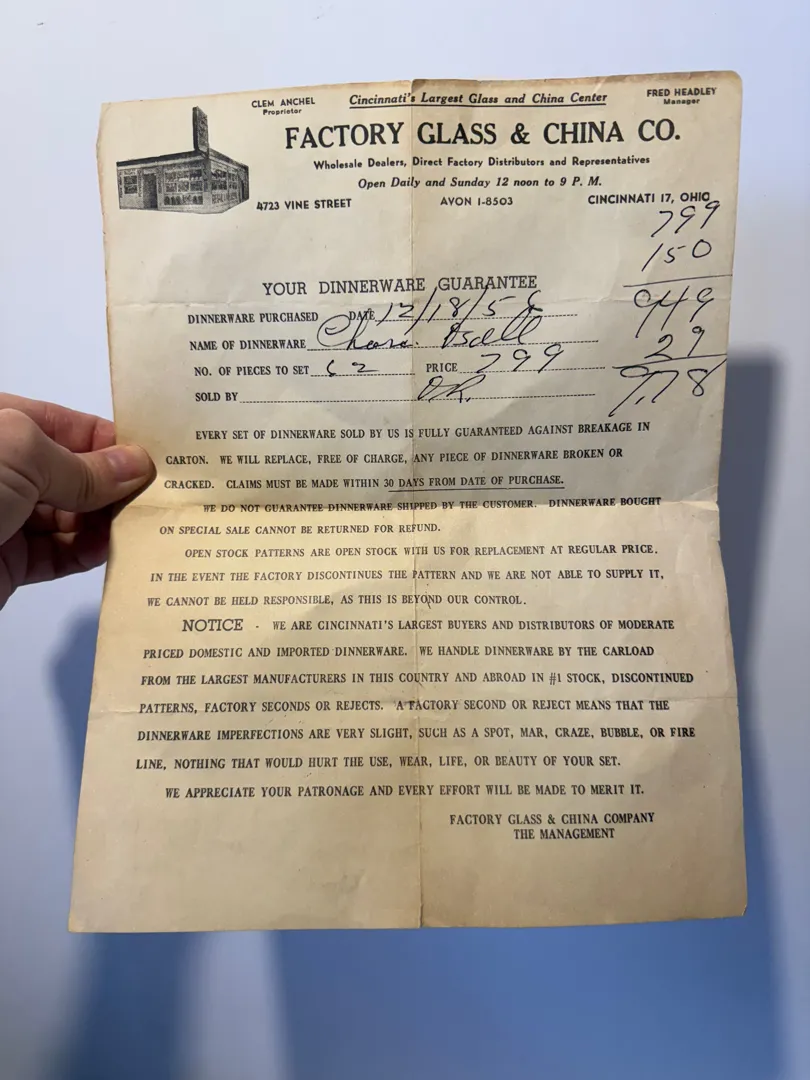 CLEM ANCHEL
Proprietor
Cincinnati's Largest Glass and China Center
FRED HEADLEY
Manager
FACTORY GLASS & CHINA CO.
Wholesale Dealers, Direct Factory Distributors and Representatives
Open Daily and Sunday 12 noon to 9 P. M.
4723 VINE STREET AVON 1-8503 CINCINNATI 17, OHIO
799
150
949
29
9.78
YOUR DINNERWARE GUARANTEE
DINNERWARE PURCHASED DATE 12/18/56
NAME OF DINNERWARE
NO. OF PIECES TO SET 62 PRICE 799
SOLD BY
EVERY SET OF DINNERWARE SOLD BY US IS FULLY GUARANTEED AGAINST BREAKAGE IN
CARTON. WE WILL REPLACE, FREE OF CHARGE, ANY PIECE OF DINNERWARE BROKEN OR
CRACKED. CLAIMS MUST BE MADE WITHIN 30 DAYS FROM DATE OF PURCHASE.
WE DO NOT GUARANTEE DINNERWARE SHIPPED BY THE CUSTOMER. DINNERWARE BOUGHT
ON SPECIAL SALE CANNOT BE RETURNED FOR REFUND.
OPEN STOCK PATTERNS ARE OPEN STOCK WITH US FOR REPLACEMENT AT REGULAR PRICE.
IN THE EVENT THE FACTORY DISCONTINUES THE PATTERN AND WE ARE NOT ABLE TO SUPPLY IT,
WE CANNOT BE HELD RESPONSIBLE, AS THIS IS BEYOND OUR CONTROL.
NOTICE - WE ARE CINCINNATI'S LARGEST BUYERS AND DISTRIBUTORS OF MODERATE
PRICED DOMESTIC AND IMPORTED DINNERWARE. WE HANDLE DINNERWARE BY THE CARLOAD
FROM THE LARGEST MANUFACTURERS IN THIS COUNTRY AND ABROAD IN #1 STOCK, DISCONTINUED
PATTERNS, FACTORY SECONDS OR REJECTS. A FACTORY SECOND OR REJECT MEANS THAT THE
DINNERWARE IMPERFECTIONS ARE VERY SLIGHT, SUCH AS A SPOT, MAR, CRAZE, BUBBLE, OR FIRE
LINE, NOTHING THAT WOULD HURT THE USE, WEAR, LIFE, OR BEAUTY OF YOUR SET.
WE APPRECIATE YOUR PATRONAGE AND EVERY EFFORT WILL BE MADE TO MERIT IT.
FACTORY GLASS & CHINA COMPANY
THE MANAGEMENT